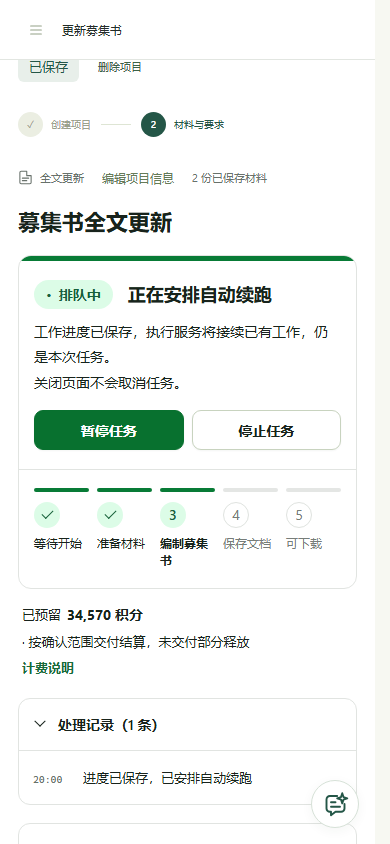 更新募集书
已保存 删除项目
✓ 创建项目 2 材料与要求
全文更新 编辑项目信息 2 份已保存材料
募集书全文更新
• 排队中 正在安排自动续跑
工作进度已保存，执行服务将接续已有工作，仍
是本次任务。
关闭页面不会取消任务。
暂停任务 停止任务
3 4 5
等待开始 准备材料 编制募集书 保存文档 可下载
已预留 34,570 积分
· 按确认范围交付结算，未交付部分释放
计费说明
处理记录（1 条）
20:00 进度已保存，已安排自动续跑